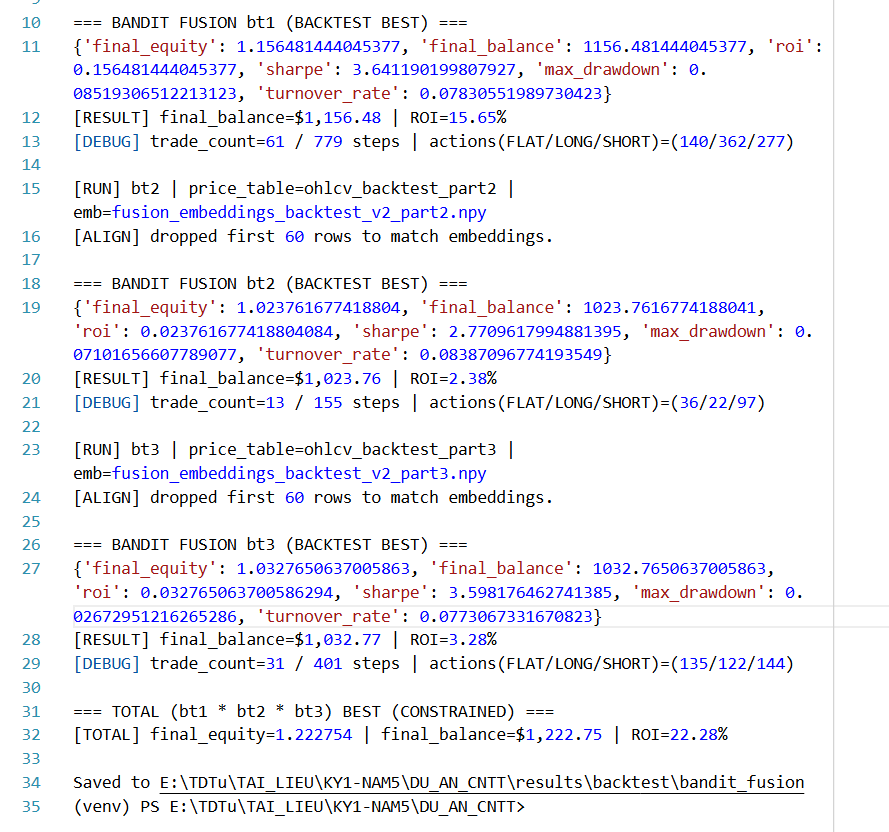 10 === BANDIT FUSION bt1 (BACKTEST BEST) ===
11 {'final_equity': 1.156481444045377, 'final_balance': 1156.481444045377, 'roi':
0.156481444045377, 'sharpe': 3.641190199807927, 'max_drawdown': 0.
08519306512213123, 'turnover_rate': 0.07830551989730423}
12 [RESULT] final_balance=$1,156.48 | ROI=15.65%
13 [DEBUG] trade_count=61 / 779 steps | actions(FLAT/LONG/SHORT)=(140/362/277)
14
15 [RUN] bt2 | price_table=ohlcv_backtest_part2 |
emb=fusion_embeddings_backtest_v2_part2.npy
16 [ALIGN] dropped first 60 rows to match embeddings.
17
18 === BANDIT FUSION bt2 (BACKTEST BEST) ===
19 {'final_equity': 1.023761677418804, 'final_balance': 1023.7616774188041,
'roi': 0.023761677418804084, 'sharpe': 2.7709617994881395, 'max_drawdown': 0.
07101656607789077, 'turnover_rate': 0.08387096774193549}
20 [RESULT] final_balance=$1,023.76 | ROI=2.38%
21 [DEBUG] trade_count=13 / 155 steps | actions(FLAT/LONG/SHORT)=(36/22/97)
22
23 [RUN] bt3 | price_table=ohlcv_backtest_part3 |
emb=fusion_embeddings_backtest_v2_part3.npy
24 [ALIGN] dropped first 60 rows to match embeddings.
25
26 === BANDIT FUSION bt3 (BACKTEST BEST) ===
27 {'final_equity': 1.0327650637005863, 'final_balance': 1032.7650637005863,
'roi': 0.032765063700586294, 'sharpe': 3.598176462741385, 'max_drawdown': 0.
02672951216265286, 'turnover_rate': 0.0773067331670823}
28 [RESULT] final_balance=$1,032.77 | ROI=3.28%
29 [DEBUG] trade_count=31 / 401 steps | actions(FLAT/LONG/SHORT)=(135/122/144)
30
31 === TOTAL (bt1 * bt2 * bt3) BEST (CONSTRAINED) ===
32 [TOTAL] final_equity=1.222754 | final_balance=$1,222.75 | ROI=22.28%
33
34 Saved to E:\TDTu\TAI_LIEU\KY1-NAM5\DU_AN_CNTT\results\backtest\bandit_fusion
35 (venv) PS E:\TDTu\TAI_LIEU\KY1-NAM5\DU_AN_CNTT>